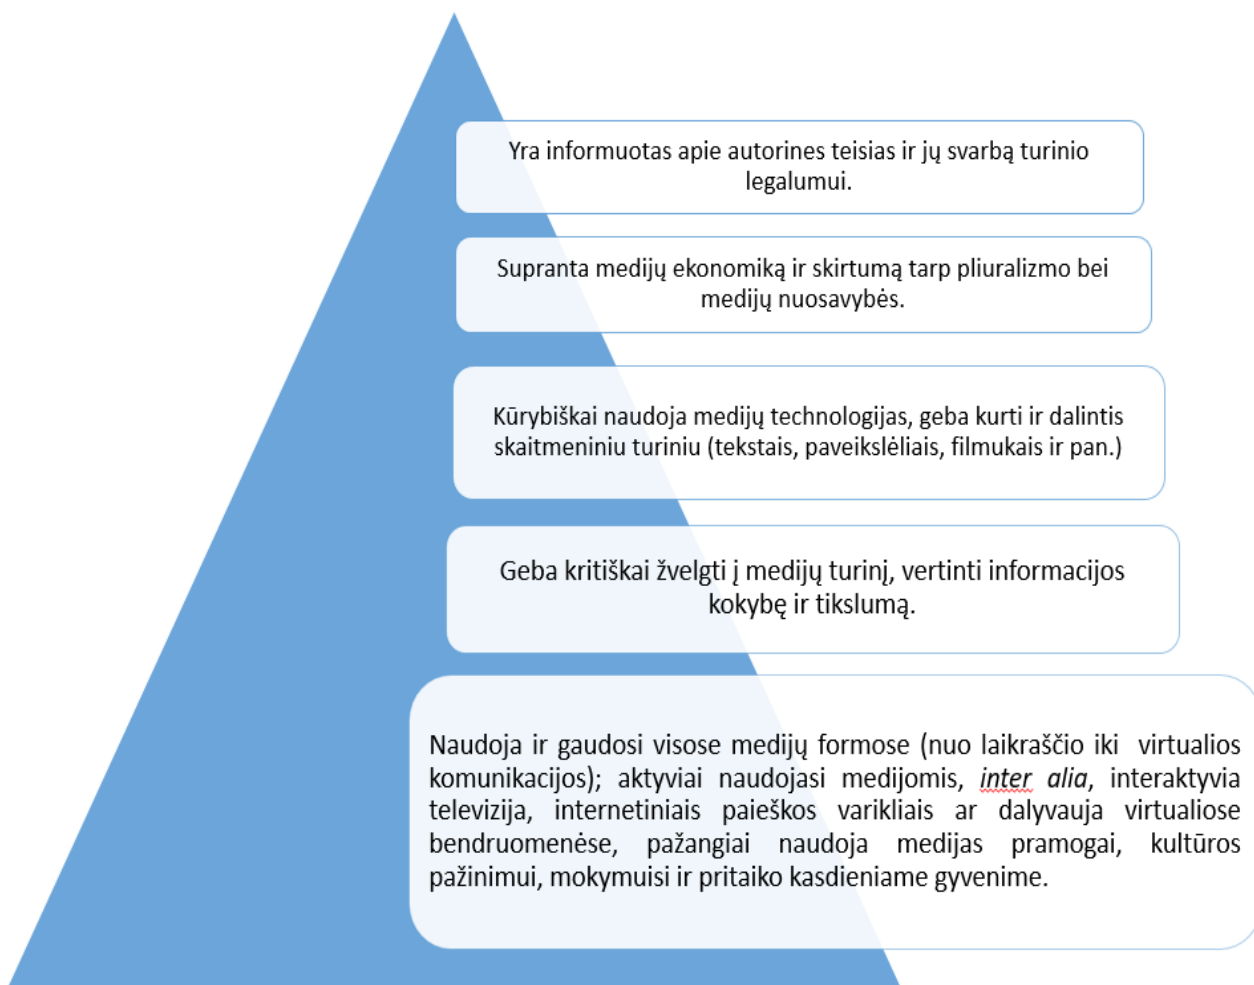 Yra informuotas apie autorines teisias ir jų svarbą turinio
legalumui.
Supranta medijų ekonomiką ir skirtumą tarp pliuralizmo bei
medijų nuosavybės.
Kūrybiškai naudoja medijų technologijas, geba kurti ir dalintis
skaitmeniniu turiniu (tekstais, paveikslėliais, filmukais ir pan.)
Geba kritiškai žvelgti į medijų turinį, vertinti informacijos
kokybę ir tikslumą.
Naudoja ir gaudosi visose medijų formose (nuo laikraščio iki virtualios
komunikacijos); aktyviai naudojasi medijomis, inter alia, interaktyvia
televizija, internetiniais paieškos varikliais ar dalyvauja virtualiose
bendruomenėse, pažangiai naudoja medijas pramogai, kultūros
pažinimui, mokymuisi ir pritaiko kasdieniame gyvenime.